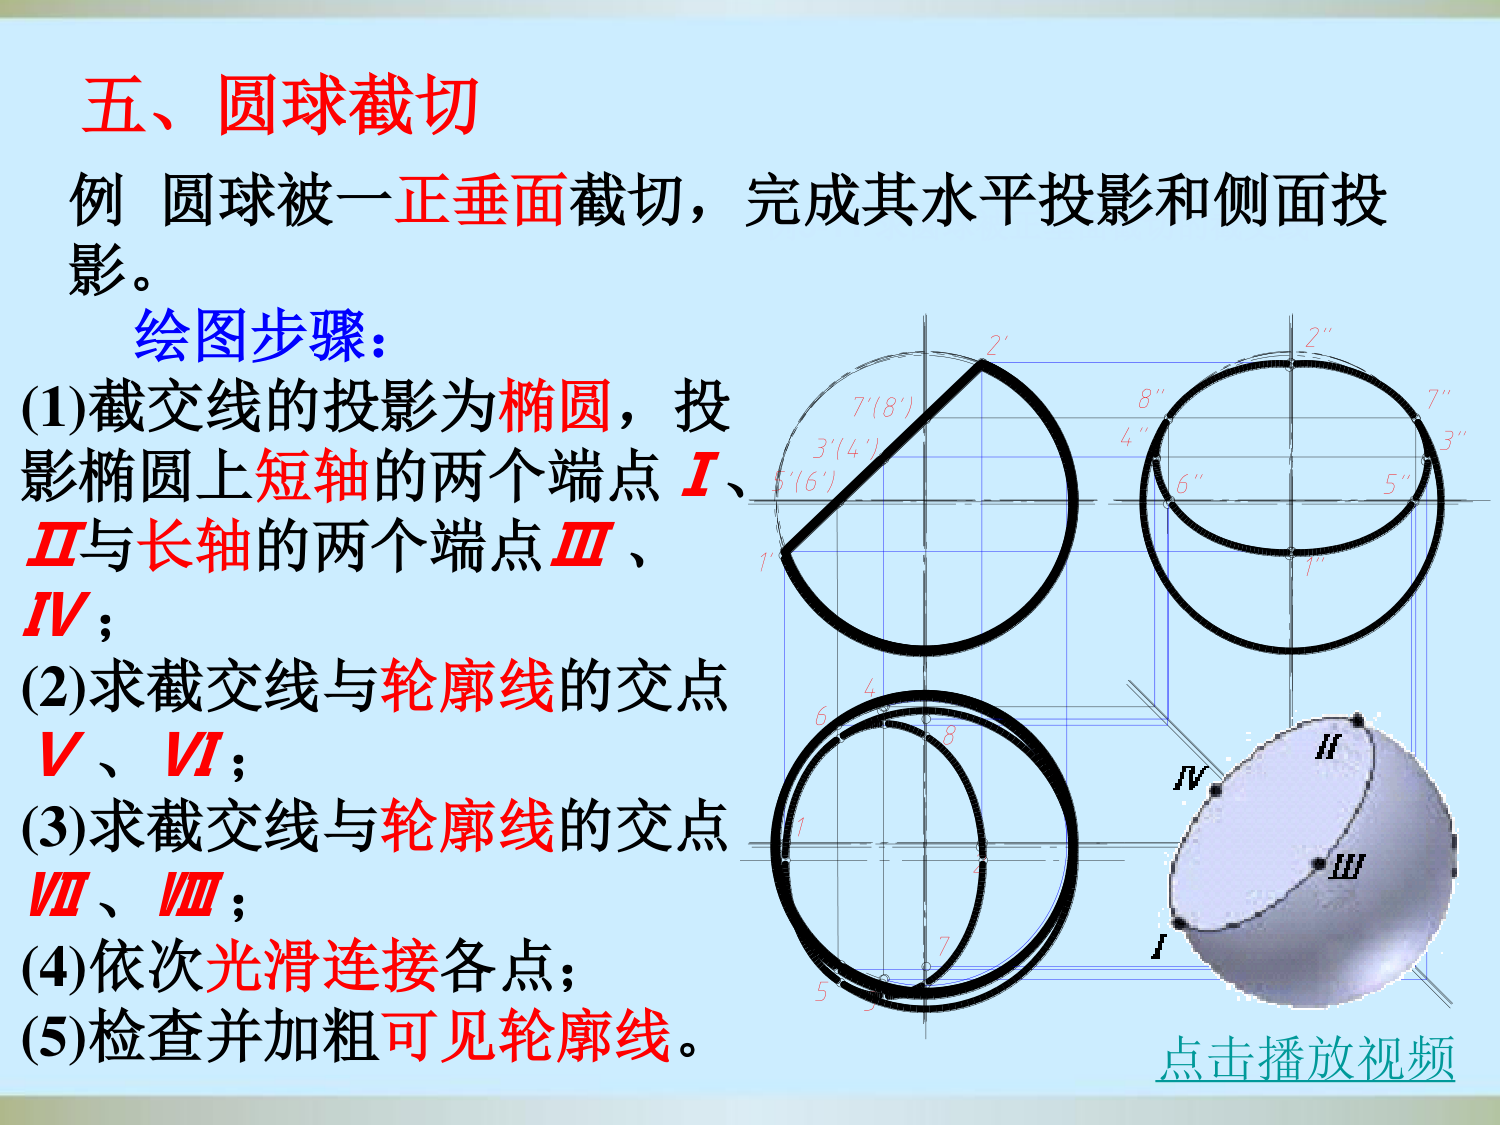 五、圆球截切
例 圆球被一正垂面截切，完成其水平投影和侧面投
影。
绘图步骤：
(1)截交线的投影为椭圆，投
影椭圆上短轴的两个端点 I 、
II与长轴的两个端点III 、
IV；
(2)求截交线与轮廓线的交点
V 、VI；
(3)求截交线与轮廓线的交点
VII 、VIII；
(4)依次光滑连接各点；
(5)检查并加粗可见轮廓线。
2'
7'(8')
3'(4')
5'(6')
1'
2''
8''
7''
4''
3''
6''
5''
1''
4
6
8
1
7
5
II
IV
III
I
点击播放视频